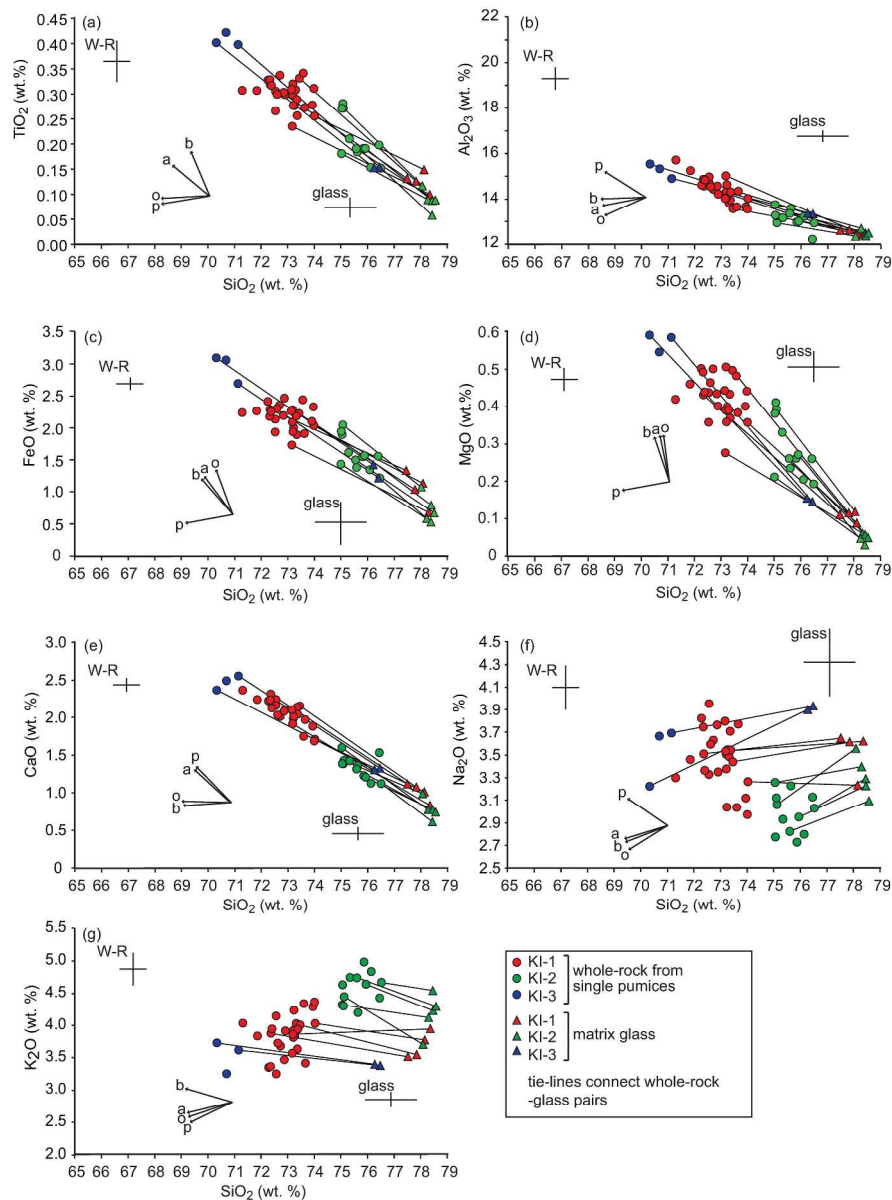 (a)
W-R
0.45
0.40
0.35
0.30
0.25
0.20
0.15
0.10
0.05
0.00
TiO2 (wt.%)
b
a
o
p
glass
65 66 67 68 69 70 71 72 73 74 75 76 77 78 79
SiO2 (wt. %)
(b)
W-R
22
20
18
16
14
12
Al2O3 (wt.%)
glass
p
b
a
o
65 66 67 68 69 70 71 72 73 74 75 76 77 78 79
SiO2 (wt. %)
(c)
W-R
3.5
3.0
2.5
2.0
1.5
1.0
0.5
0
FeO (wt. %)
b a o
p
glass
65 66 67 68 69 70 71 72 73 74 75 76 77 78 79
SiO2 (wt. %)
(d)
W-R
0.6
0.5
0.4
0.3
0.2
0.1
0
MgO (wt. %)
glass
b a o
p
65 66 67 68 69 70 71 72 73 74 75 76 77 78 79
SiO2 (wt. %)
(e)
W-R
3.0
2.5
2.0
1.5
1.0
0.5
0
CaO (wt. %)
p
a
o
b
glass
65 66 67 68 69 70 71 72 73 74 75 76 77 78 79
SiO2 (wt. %)
(f)
W-R
4.5
4.3
4.1
3.9
3.7
3.5
3.3
3.1
2.9
2.7
2.5
Na2O (wt. %)
glass
p
a
b
o
65 66 67 68 69 70 71 72 73 74 75 76 77 78 79
SiO2 (wt. %)
(g)
W-R
5.5
5.0
4.5
4.0
3.5
3.0
2.5
2.0
K2O (wt. %)
b
a
o
p
glass
65 66 67 68 69 70 71 72 73 74 75 76 77 78 79
SiO2 (wt. %)
KI-1
KI-2
KI-3
whole-rock from
single pumices
KI-1
KI-2
KI-3
matrix glass
tie-lines connect whole-rock
-glass pairs